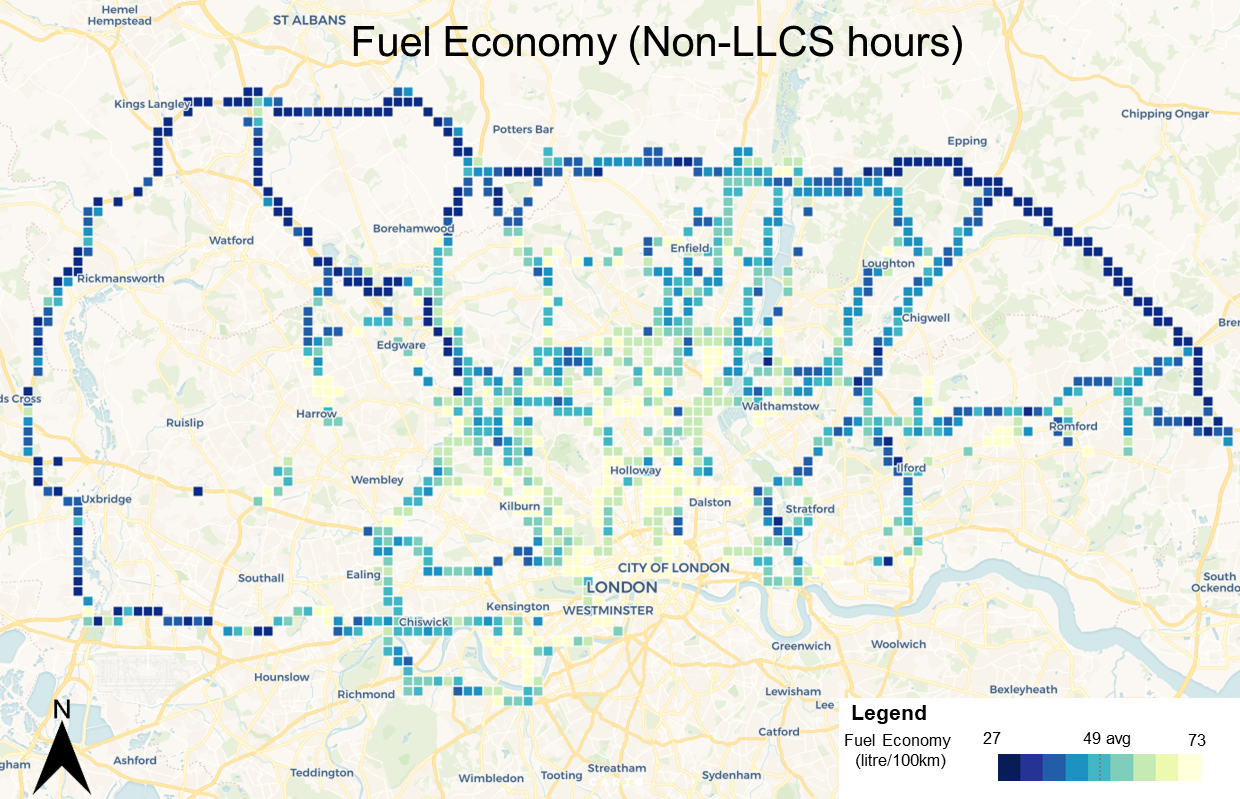 Hemel
Hempstead
ST ALBANS
Fuel Economy (Non-LLCS hours)
Kings Langley
Chipping Ongar
Potters Bar
Epping
Borehamwood
Watford
Enfield
Loughton
Rickmansworth
Chigwell
Bren
Edgware
ds Cross
Harrow
Walthamstow
Ruislip
Romford
Holloway
Ilford
Wembley
Uxbridge
Kilburn
Dalston
Stratford
CITY OF LONDON
Southall
Ealing
LONDON
South
Ockendo
Kensington
WESTMINSTER
Chiswick
Greenwich
Woolwich
Hounslow
Richmond
Lewisham
Bexleyheath
Lee
N
Legend
Catford
Fuel Economy
(litre/100km)
27
49 avg
73
gham
Ashford
Teddington
Wimbledon
Tooting
Streatham
Sydenham